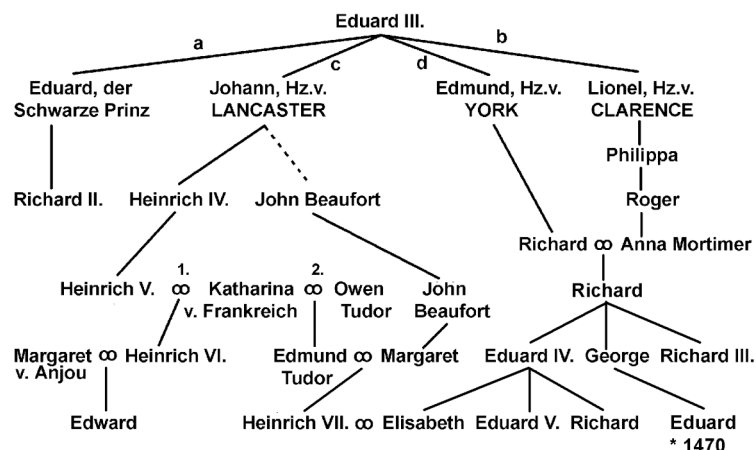 Eduard III.
a c d b
Eduard, der Johann, Hz.v. Edmund, Hz.v. Lionel, Hz.v.
Schwarze Prinz LANCASTER YORK CLARENCE
Philippa
Richard II. Heinrich IV. John Beaufort Roger
Richard ∞ Anna Mortimer
1. 2.
Heinrich V. ∞ Katharina ∞ Owen John Richard
v. Frankreich Tudor Beaufort
Margaret ∞ Heinrich VI. Edmund ∞ Margaret Eduard IV. George Richard III.
v. Anjou Tudor
Edward Heinrich VII. ∞ Elisabeth Eduard V. Richard Eduard
* 1470